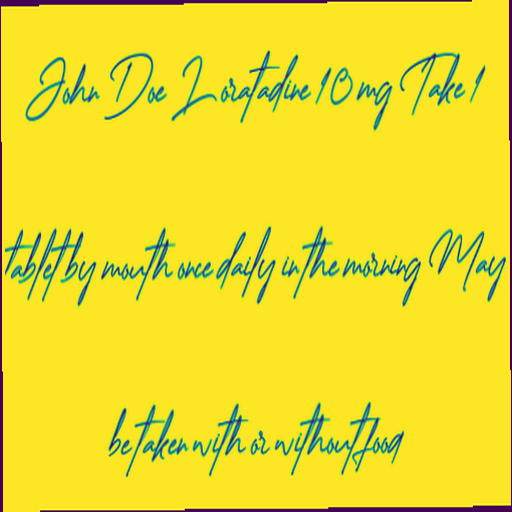 John Doe Loratadine 10 mg Take 1
tablet by mouth once daily in the morning May
be taken with or without food